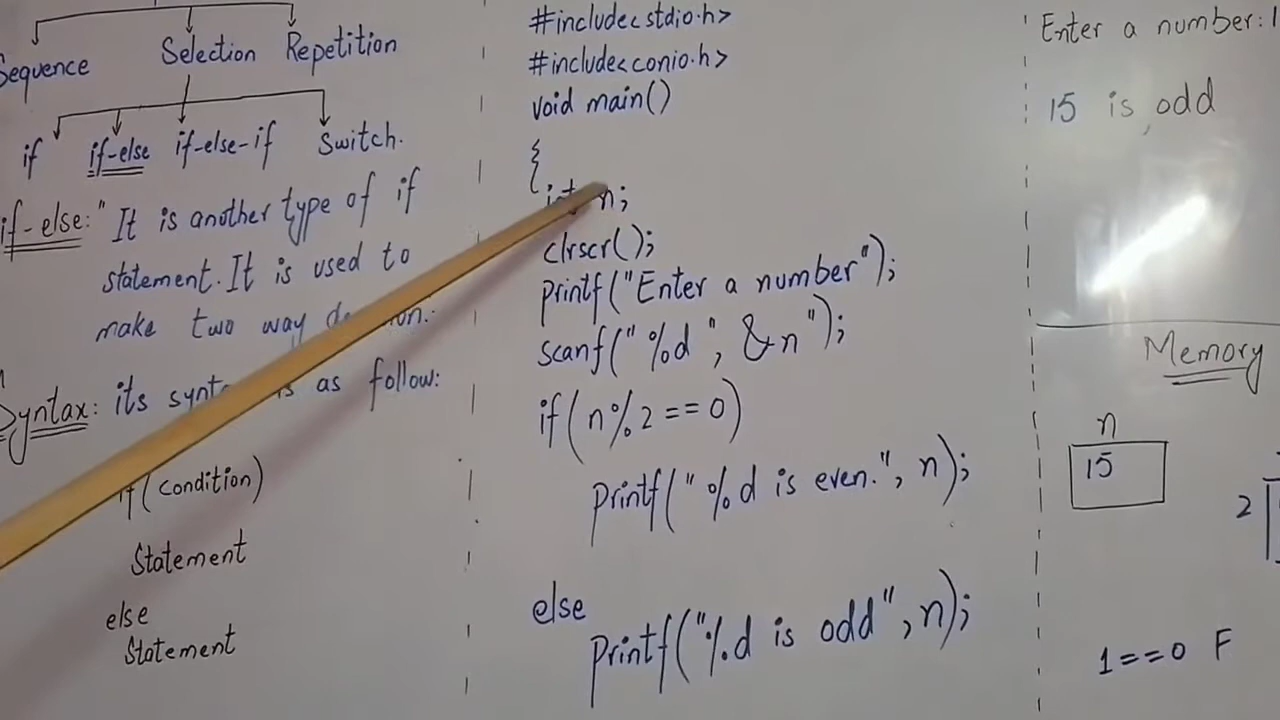 Sequence Selection Repetition
if if-else if-else-if Switch.
if-else: " It is another type of if
statement. It is used to
make two way
Syntax: its as follow:
if ( condition)
Statement
else
Statement
#include<stdio.h>
#include<conio.h>
void main()
{
int n;
clrscr();
printf("Enter a number");
scanf("%d", &n");
if(n%2==0)
printf("%d is even.", n);
else
printf("%d is odd", n);
Enter a number: 1
15 is odd
Memory
n
15
2
1==0 F